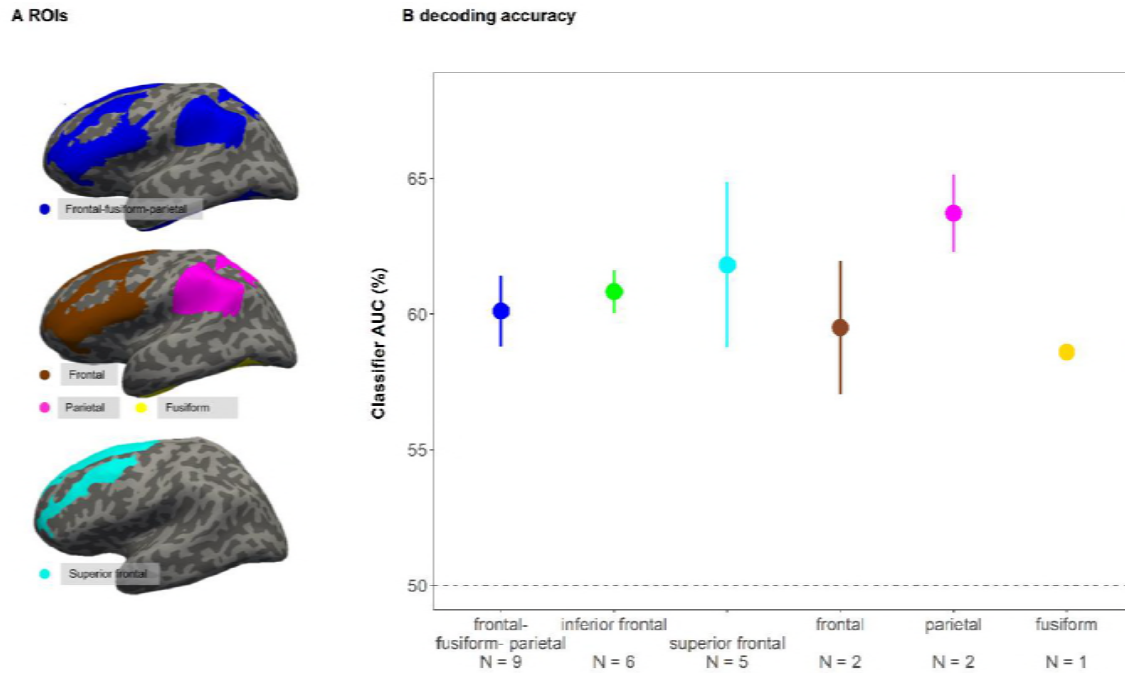 A ROIs
B decoding accuracy
Frontal-fusiform-parietal
Frontal
Parietal
Fusiform
Superior frontal
Classifier AUC (%)
65
60
55
50
frontal-
fusiform- parietal
N = 9
inferior frontal
N = 6
superior frontal
N = 5
frontal
N = 2
parietal
N = 2
fusiform
N = 1